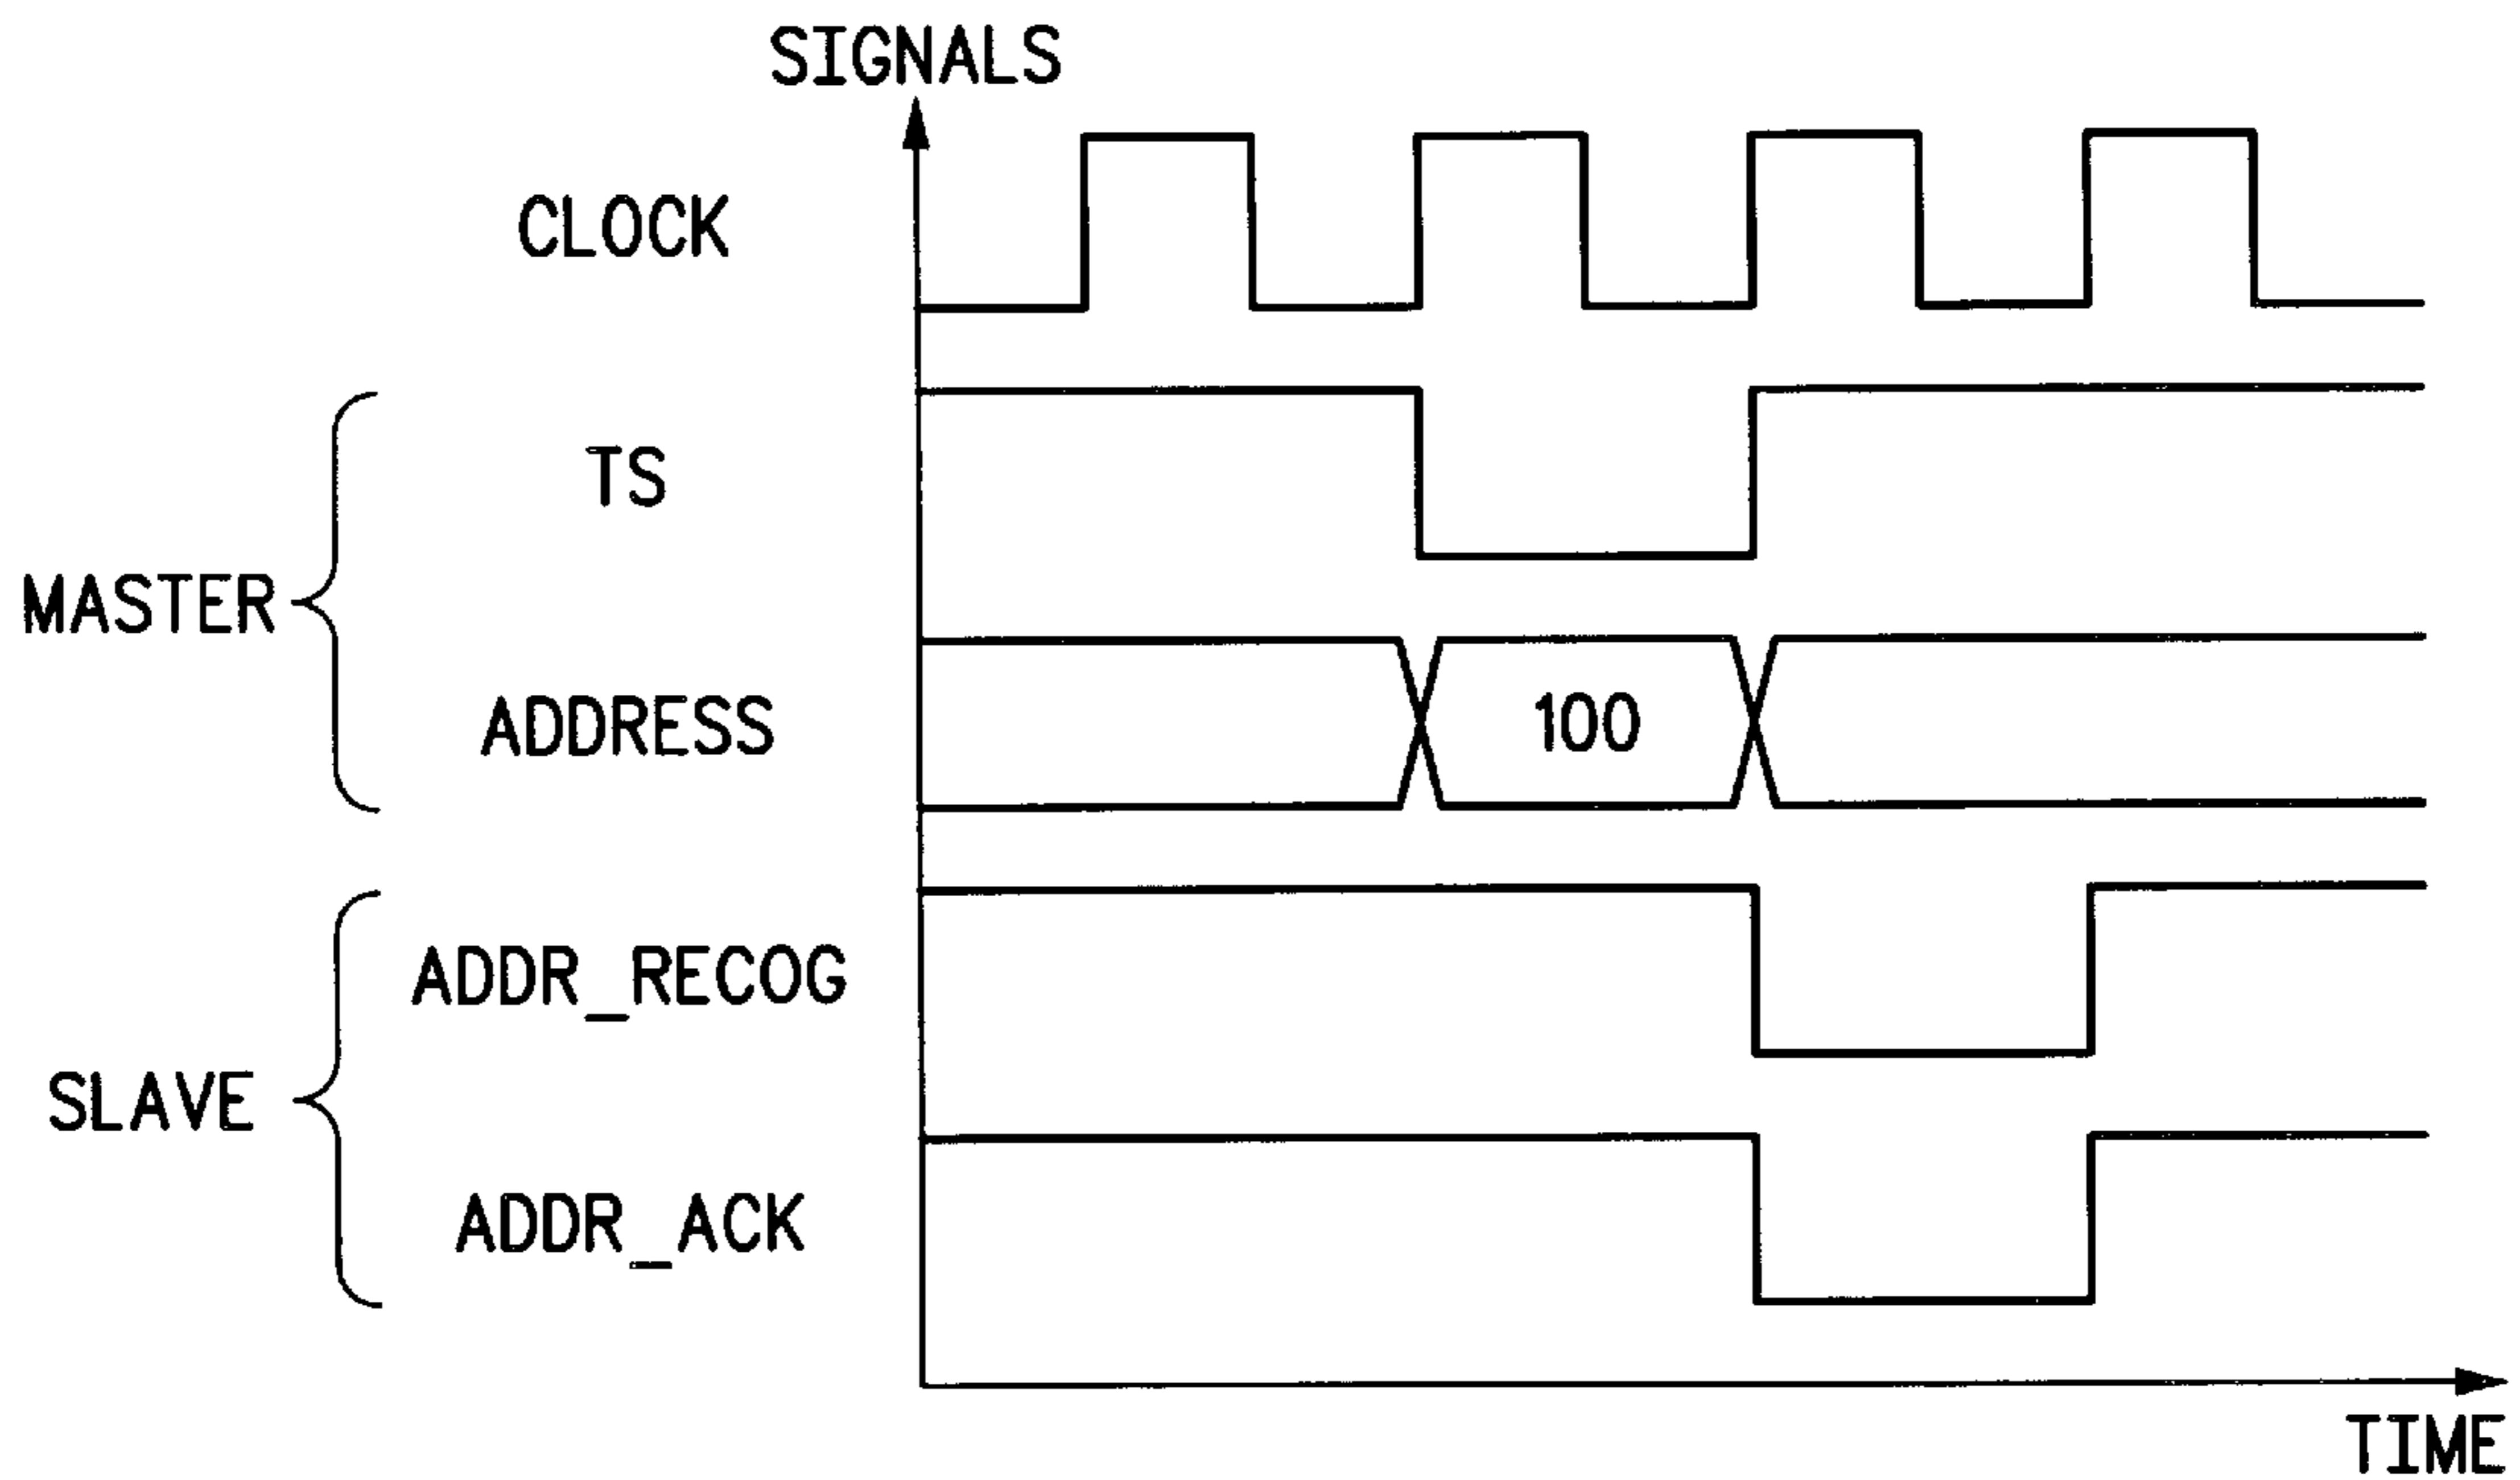 SIGNALS
CLOCK
TS
MASTER
ADDRESS
100
ADDR_RECOG
SLAVE
ADDR_ACK
TIME